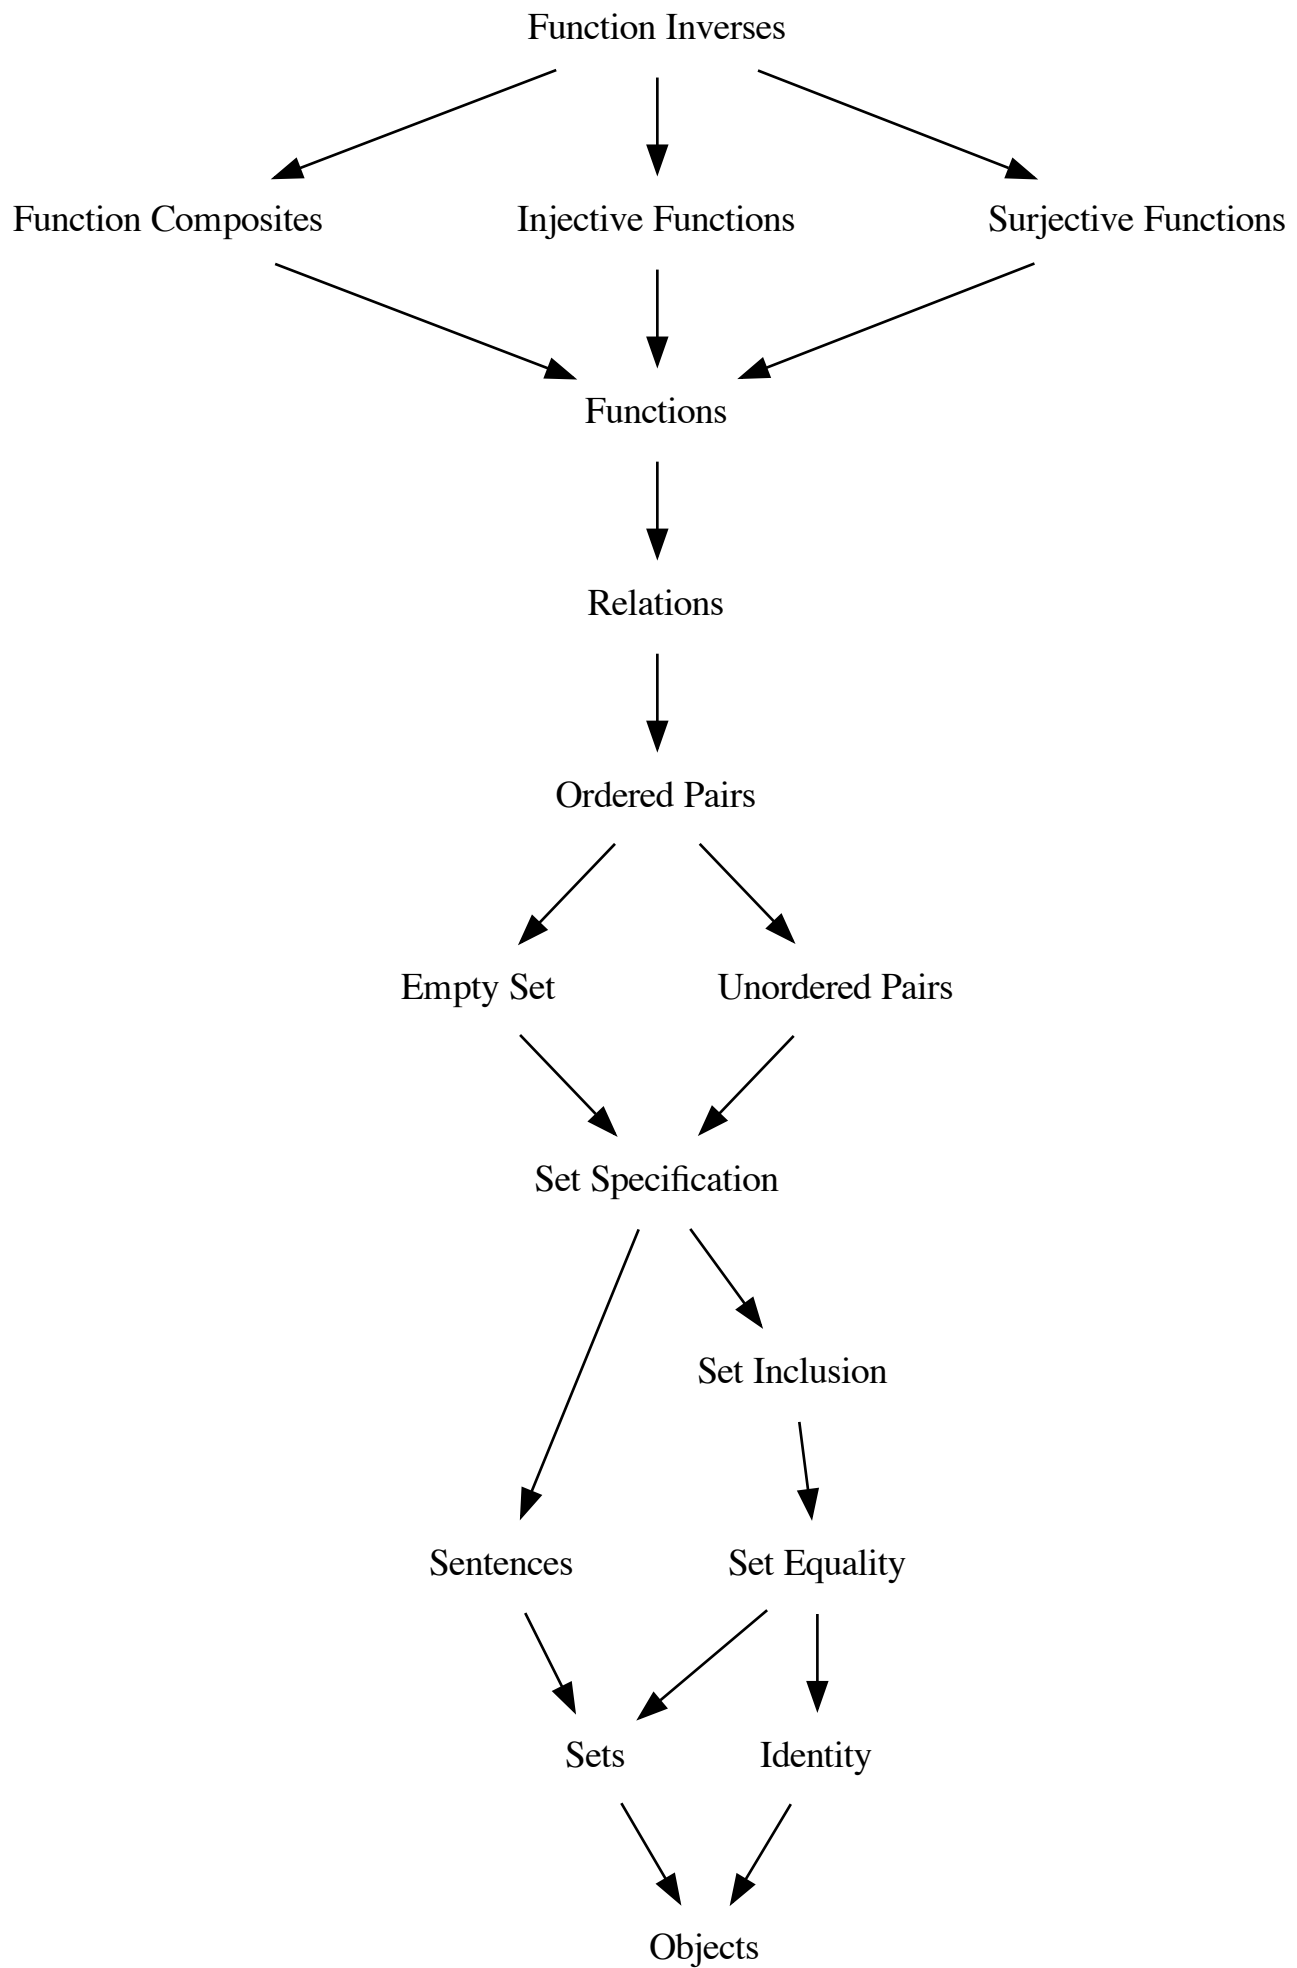 Function Inverses
Function Composites
Injective Functions
Surjective Functions
Functions
Relations
Ordered Pairs
Empty Set
Unordered Pairs
Set Specification
Set Inclusion
Sentences
Set Equality
Sets
Identity
Objects